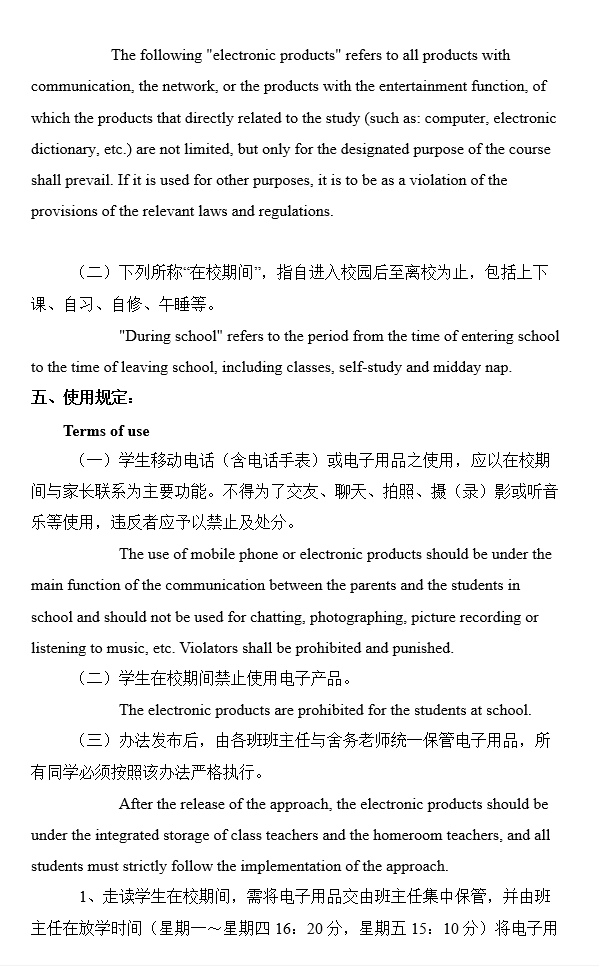 The following "electronic products" refers to all products with
communication, the network, or the products with the entertainment function, of
which the products that directly related to the study (such as: computer, electronic
dictionary, etc.) are not limited, but only for the designated purpose of the course
shall prevail. If it is used for other purposes, it is to be as a violation of the
provisions of the relevant laws and regulations.
（二）下列所称“在校期间”，指自进入校园后至离校为止，包括上下
课、自习、自修、午睡等。
"During school" refers to the period from the time of entering school
to the time of leaving school, including classes, self-study and midday nap.
五、使用规定：
Terms of use
（一）学生移动电话（含电话手表）或电子用品之使用，应以在校期
间与家长联系为主要功能。不得为了交友、聊天、拍照、摄（录）影或听音
乐等使用，违反者应予以禁止及处分。
The use of mobile phone or electronic products should be under the
main function of the communication between the parents and the students in
school and should not be used for chatting, photographing, picture recording or
listening to music, etc. Violators shall be prohibited and punished.
（二）学生在校期间禁止使用电子产品。
The electronic products are prohibited for the students at school.
（三）办法发布后，由各班班主任与舍务老师统一保管电子用品，所
有同学必须按照该办法严格执行。
After the release of the approach, the electronic products should be
under the integrated storage of class teachers and the homeroom teachers, and all
students must strictly follow the implementation of the approach.
1、走读学生在校期间，需将电子用品交由班主任集中保管，并由班
主任在放学时间（星期一～星期四 16：20 分，星期五 15：10 分）将电子用